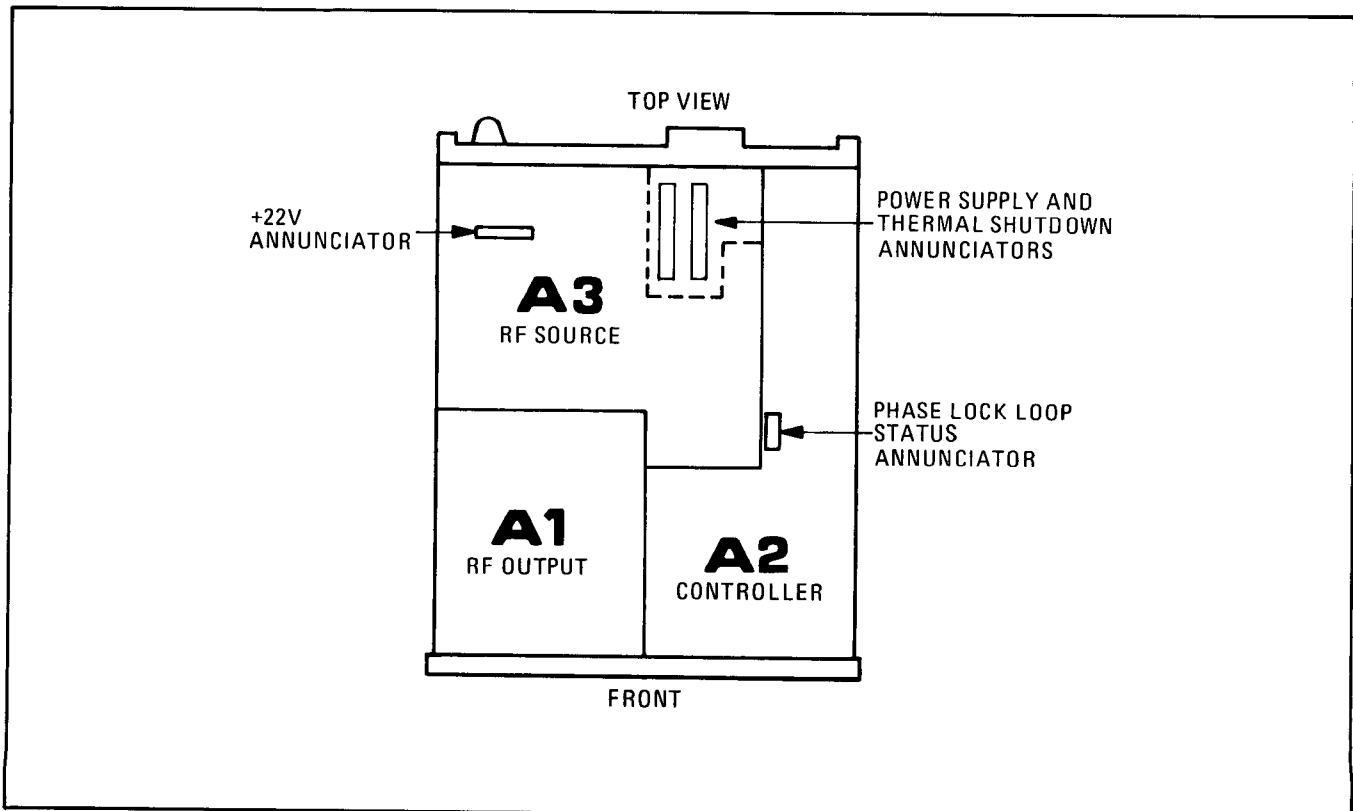 TOP VIEW
+22V
ANNUNCIATOR
POWER SUPPLY AND
THERMAL SHUTDOWN
ANNUNCIATORS
A3
RF SOURCE
PHASE LOCK LOOP
STATUS
ANNUNCIATOR
A1
RF OUTPUT
A2
CONTROLLER
FRONT